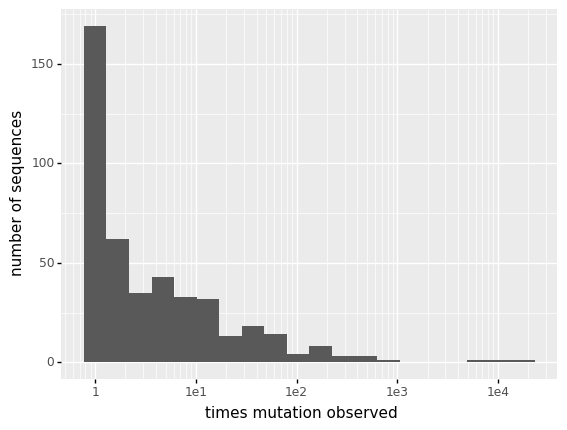 number of sequences
150
100
50
0
1
1e1
1e2
1e3
1e4
times mutation observed